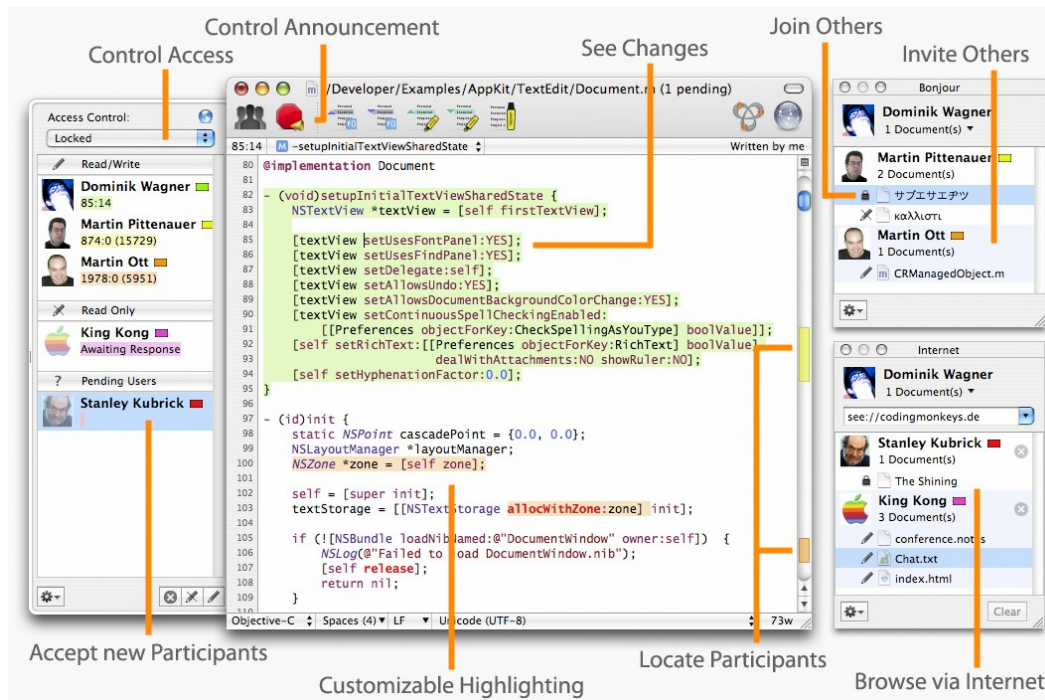 Control Announcement
Control Access
See Changes
Join Others
Invite Others
Access Control:
Locked
Read/Write
Dominik Wagner
85:14
Martin Pittenauer
874:0 (15729)
Martin Ott
1978:0 (5951)
Read Only
King Kong
Awaiting Response
? Pending Users
Stanley Kubrick
/Developer/Examples/AppKit/TextEdit/Document.m (1 pending)
85:14 M -setupInitialTextViewSharedState Written by me
80 @implementation Document
81
82 - (void)setupInitialTextViewSharedState {
83 NSTextView *textView = [self firstTextView];
84
85 [textView setUsesFontPanel:YES];
86 [textView setUsesFindPanel:YES];
87 [textView setDelegate:self];
88 [textView setAllowsUndo:YES];
89 [textView setAllowsDocumentBackgroundColorChange:YES];
90 [textView setContinuousSpellCheckingEnabled:
91 [[Preferences objectForKey:CheckSpellingAsYouType] boolValue]];
92 [self setRichText:[[Preferences objectForKey:RichText] boolValue]
93 dealWithAttachments:NO showRuler:NO];
94 [self setHyphenationFactor:0.0];
95 }
96
97 - (id)init {
98 static NSPoint cascadePoint = {0.0, 0.0};
99 NSLayoutManager *layoutManager;
100 NSZone *zone = [self zone];
101
102 self = [super init];
103 textStorage = [[NSTextStorage allocWithZone:zone] init];
104
105 if (![NSBundle loadNibNamed:@"DocumentWindow" owner:self]) {
106 NSLog(@"Failed to load DocumentWindow.nib");
107 [self release];
108 return nil;
109 }
110
Objective-C Spaces (4) LF Unicode (UTF-8) 73w
Bonjour
Dominik Wagner
1 Document(s)
Martin Pittenauer
2 Document(s)
サブエサエヂツ
καλλιστι
Martin Ott
1 Document(s)
CRManagedObject.m
Internet
Dominik Wagner
1 Document(s)
see://codingmonkeys.de
Stanley Kubrick
1 Document(s)
The Shining
King Kong
3 Document(s)
conference.notes
Chat.txt
index.html
Clear
Accept new Participants
Customizable Highlighting
Locate Participants
Browse via Internet